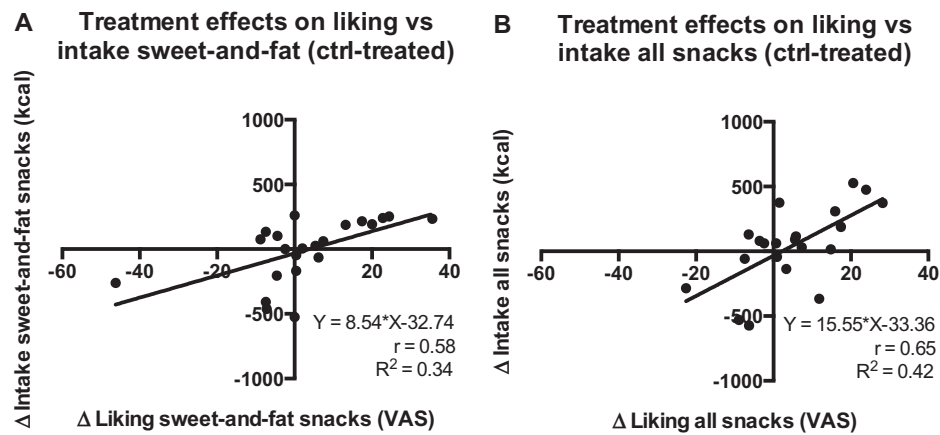 A
Treatment effects on liking vs
intake sweet-and-fat (ctrl-treated)
Δ Intake sweet-and-fat snacks (kcal)
1000
500
-60
-40
-20
0
20
40
-500
-1000
Y = 8.54*X-32.74
r = 0.58
R² = 0.34
Δ Liking sweet-and-fat snacks (VAS)
B
Treatment effects on liking vs
intake all snacks (ctrl-treated)
Δ Intake all snacks (kcal)
1000
500
-60
-40
-20
0
20
40
-500
-1000
Y = 15.55*X-33.36
r = 0.65
R² = 0.42
Δ Liking all snacks (VAS)